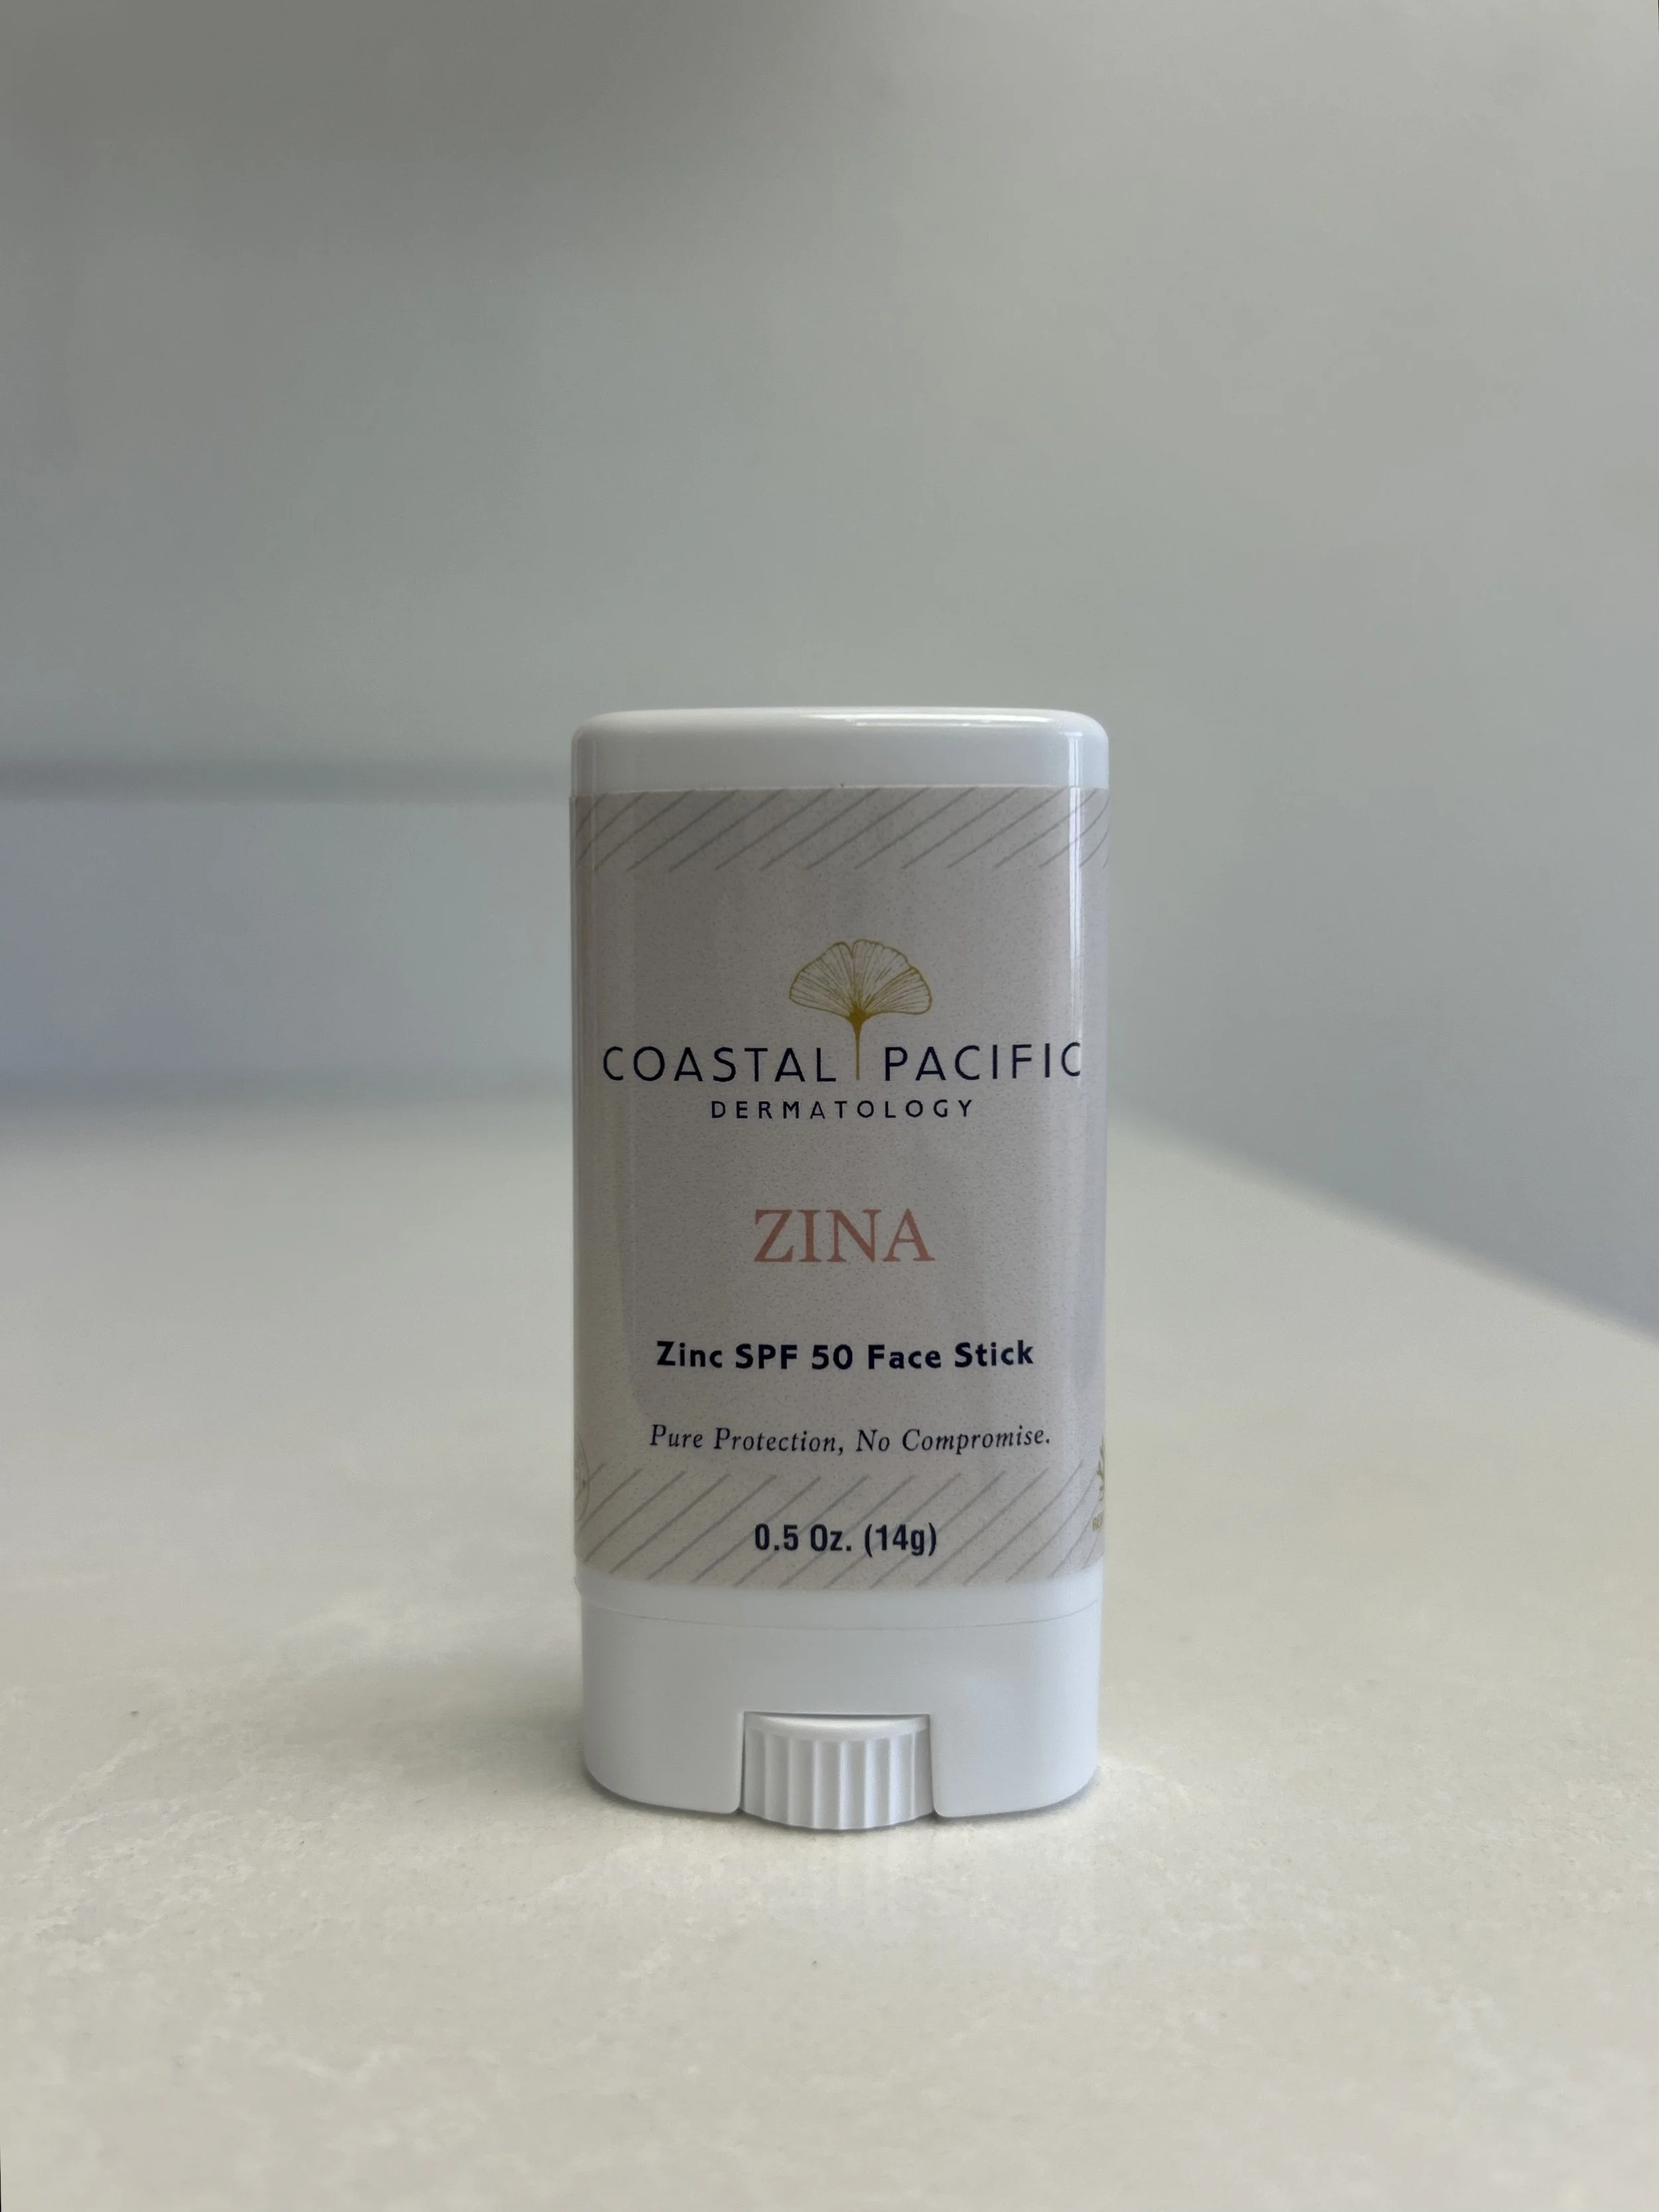 COASTAL PACIFIC
DERMATOLOGY
ZINA
Zinc SPF 50 Face Stick
Pure Protection, No Compromise.
0.5 Oz. (14g)